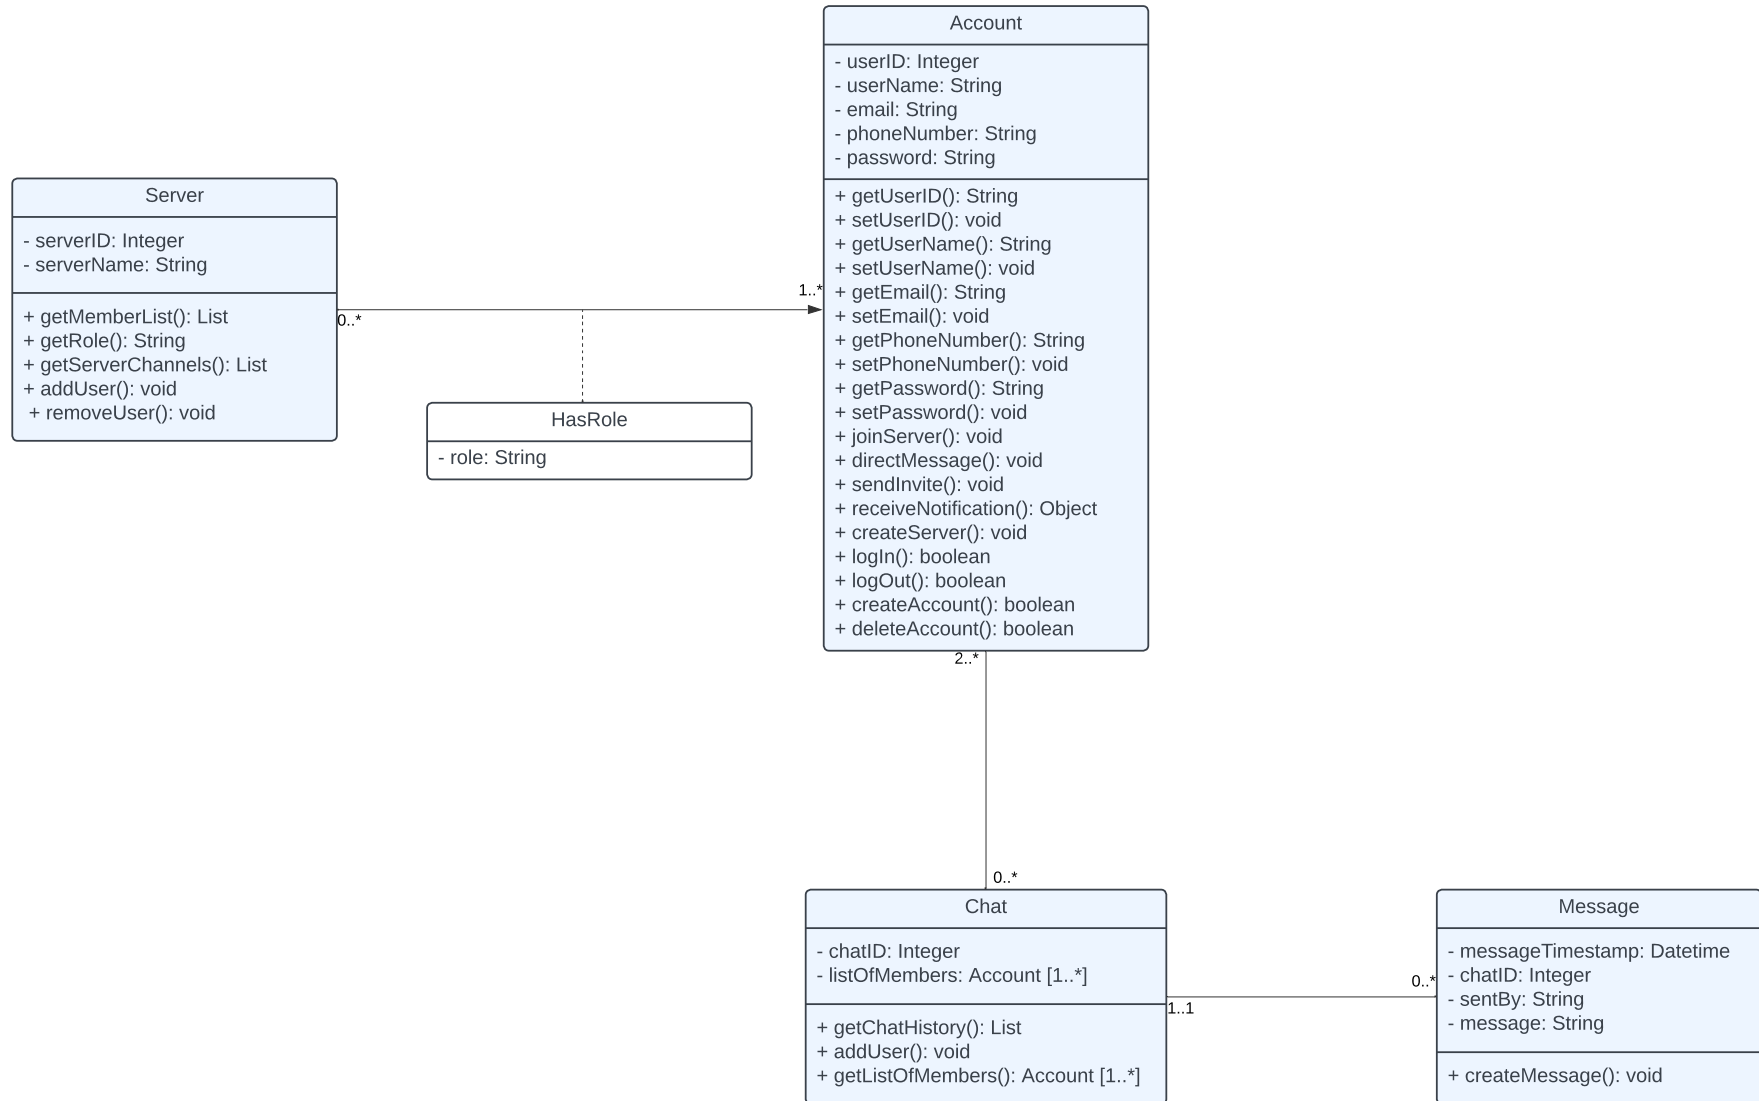 Account
- userID: Integer
- userName: String
- email: String
- phoneNumber: String
- password: String
+ getUserID(): String
+ setUserID(): void
+ getUserName(): String
+ setUserName(): void
+ getEmail(): String
+ setEmail(): void
+ getPhoneNumber(): String
+ setPhoneNumber(): void
+ getPassword(): String
+ setPassword(): void
+ joinServer(): void
+ directMessage(): void
+ sendInvite(): void
+ receiveNotification(): Object
+ createServer(): void
+ logIn(): boolean
+ logOut(): boolean
+ createAccount(): boolean
+ deleteAccount(): boolean
Server
- serverID: Integer
- serverName: String
+ getMemberList(): List
+ getRole(): String
+ getServerChannels(): List
+ addUser(): void
+ removeUser(): void
0..*
1..*
HasRole
- role: String
2..*
0..*
Chat
- chatID: Integer
- listOfMembers: Account [1..*]
+ getChatHistory(): List
+ addUser(): void
+ getListOfMembers(): Account [1..*]
1..1
0..*
Message
- messageTimestamp: Datetime
- chatID: Integer
- sentBy: String
- message: String
+ createMessage(): void